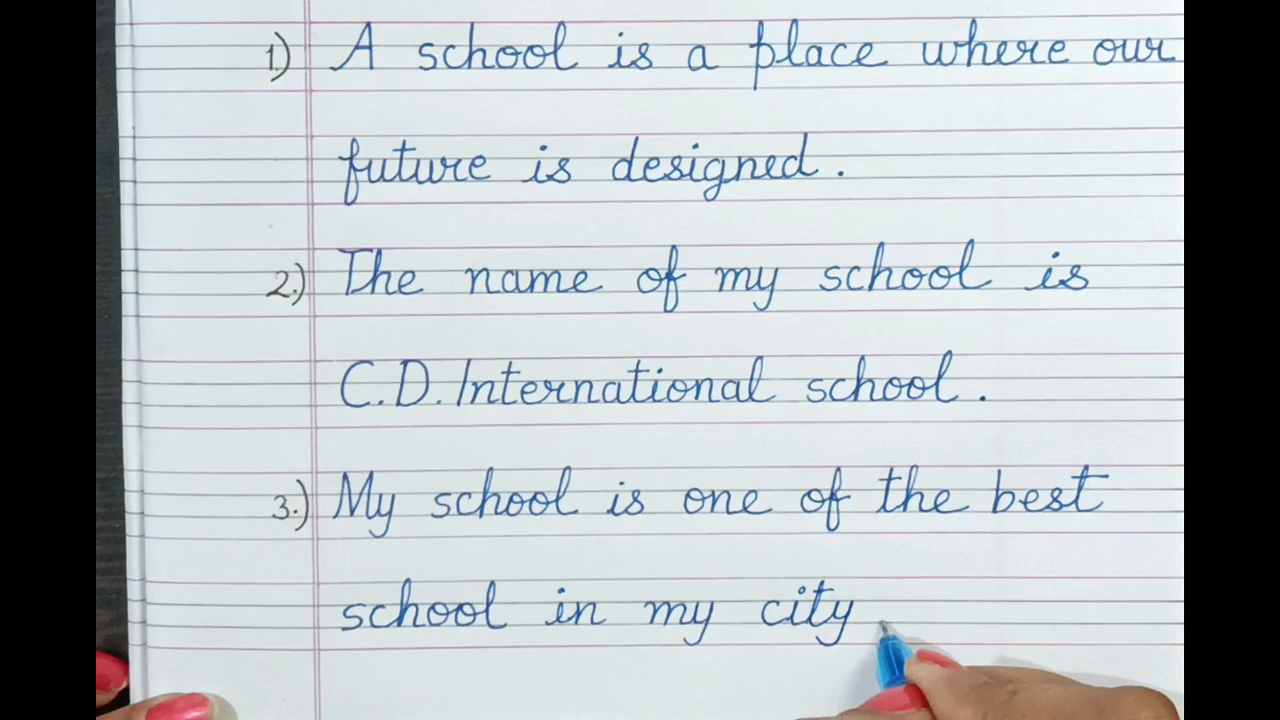 1) A school is a place where our
future is designed.
2.) The name of my school is
C.D. International school.
3.) My school is one of the best
school in my city